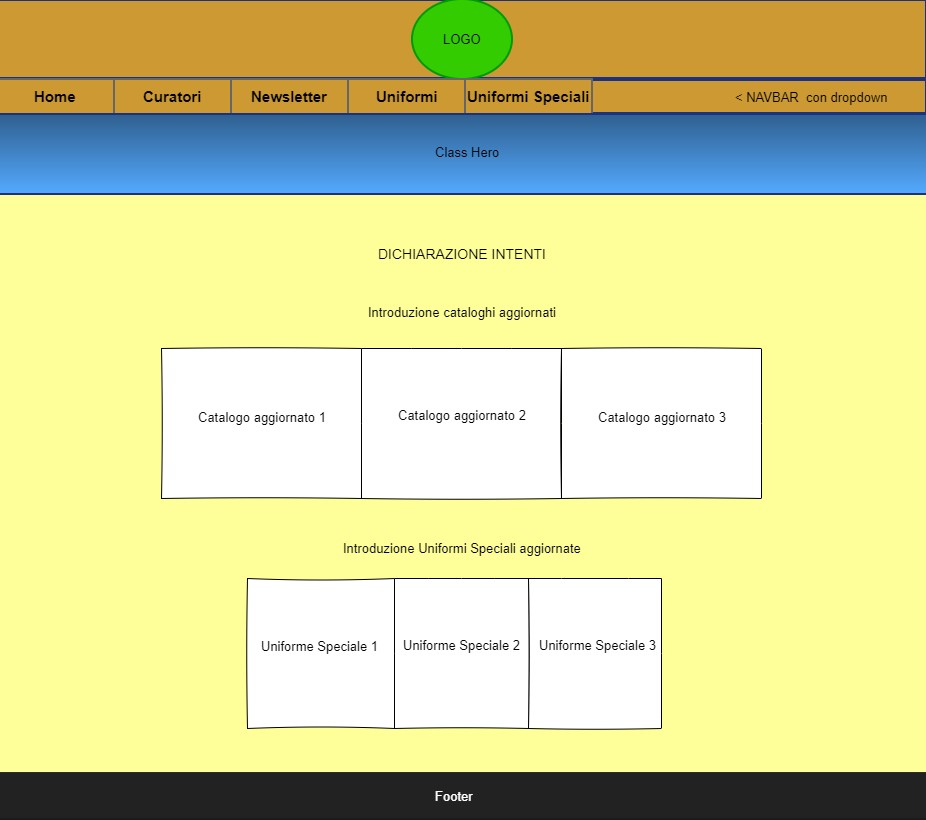 LOGO
Home
Curatori
Newsletter
Uniformi
Uniformi Speciali
< NAVBAR  con dropdown
Class Hero
DICHIARAZIONE INTENTI
Introduzione cataloghi aggiornati
Catalogo aggiornato 1
Catalogo aggiornato 2
Catalogo aggiornato 3
Introduzione Uniformi Speciali aggiornate
Uniforme Speciale 1
Uniforme Speciale 2
Uniforme Speciale 3
Footer